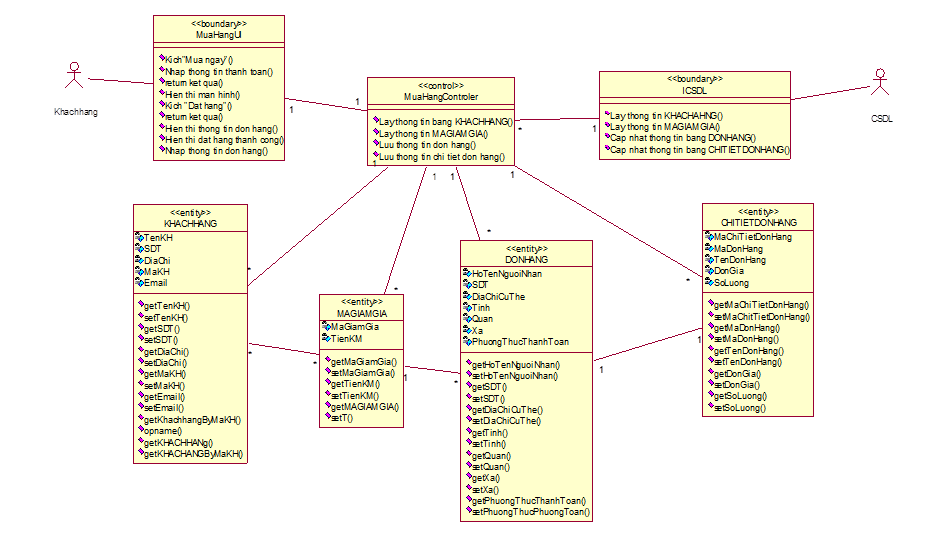 <<boundary>>
MuaHangUI
Kich"Mua ngay"()
Nhap thong tin thanh toan()
return ket qua()
Hien thi man hinh()
Kich "Dat hang"()
return ket qua()
Hien thi thong tin don hang()
Hien thi dat hang thanh cong()
Nhap thong tin don hang()
Khachhang
1
1
<<control>>
MuaHangControler
Lay thong tin bang KHACHHANG()
Lay thong tin MAGIAMGIA()
Luu thong tin don hang()
Luu thong tin chi tiet don hang()
*
1
<<boundary>>
ICSDL
Lay thong tin KHACHAHNG()
Lay thong tin MAGIAMGIA()
Cap nhat thong tin bang DONHANG()
Cap nhat thong tin bang CHITIETDONHANG()
CSDL
1
1
1
1
<<entity>>
KHACHHANG
TenKH
SDT
DiaChi
MaKH
Email
getTenKH()
setTenKH()
getSDT()
setSDT()
getDiaChi()
setDiaChi()
getMaKH()
setMaKH()
getEmail()
setEmail()
getKhachhangByMaKH()
opname()
getKHACHHANg()
getKHACHANGByMaKH()
*
*
*
*
<<entity>>
MAGIAMGIA
MaGiamGia
TienKM
getMaGiamGia()
setMaGiamGia()
getTienKM()
setTienKM()
getMAGIAMGIA()
setT()
1
*
*
<<entity>>
DONHANG
HoTenNguoiNhan
SDT
DiaChiCuThe
Tinh
Quan
Xa
PhuongThucThanhToan
getHoTenNguoiNhan()
setHoTenNguoiNhan()
getSDT()
setSDT()
getDiaChiCuThe()
setDiaChiCuThe()
getTinh()
setTinh()
getQuan()
setQuan()
getXa()
setXa()
getPhuongThucThanhToan()
setPhuongThucPhuongToan()
1
1
*
<<entity>>
CHITIETDONHANG
MaChiTietDonHang
MaDonHang
TenDonHang
DonGia
SoLuong
getMaChiTietDonHang()
setMaChitTietDonHang()
getMaDonHang()
setMaDonHang()
getTenDonHang()
setTenDonHang()
getDonGia()
setDonGia()
getSoLuong()
setSoLuong()